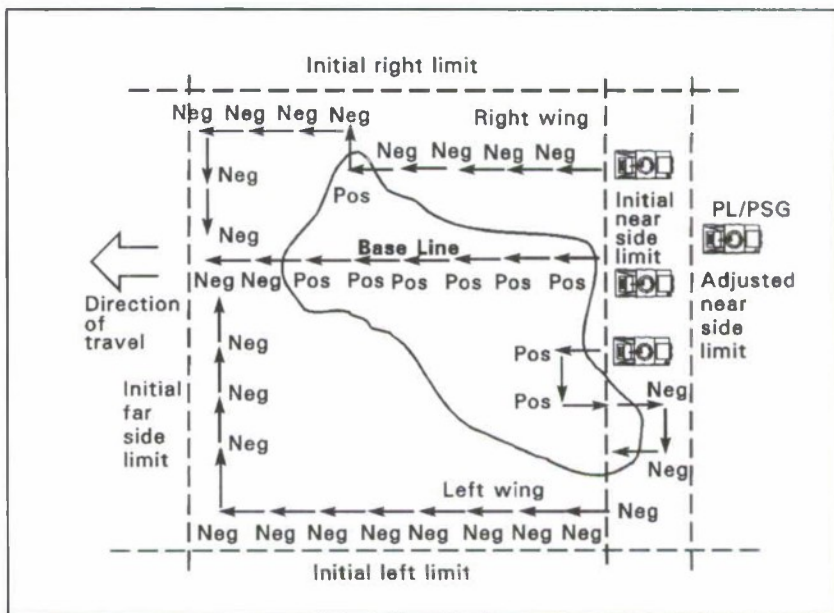 Initial right limit
Neg Neg Neg Neg
Right wing
Neg Neg Neg Neg
Neg
Pos
Initial
near
side
limit
PL/PSG
Neg
Base Line
Neg Neg Pos Pos Pos Pos Pos Pos
Direction
of
travel
Adjusted
near
side
limit
Neg
Pos
Initial
far
side
limit
Neg
Pos
Neg
Neg
Neg
Left wing
Neg
Neg Neg Neg Neg Neg Neg Neg Neg
Initial left limit